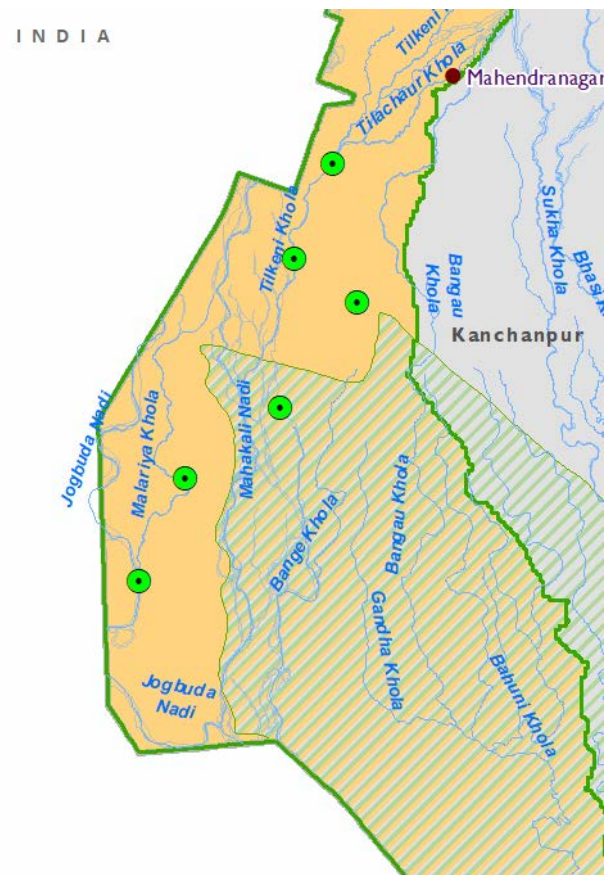 INDIA
Tilkeni
Tilachaur Khola
Mahendranagar
Tilkeni Khola
Sukha Khola
Bhasi
Bangau
Khola
Kanchanpur
Jogbuda Nadi
Malariya Khola
Mahakali Nadi
Bange Khola
Bangau Khola
Gandha Khola
Bahuni Khola
Jogbuda
Nadi